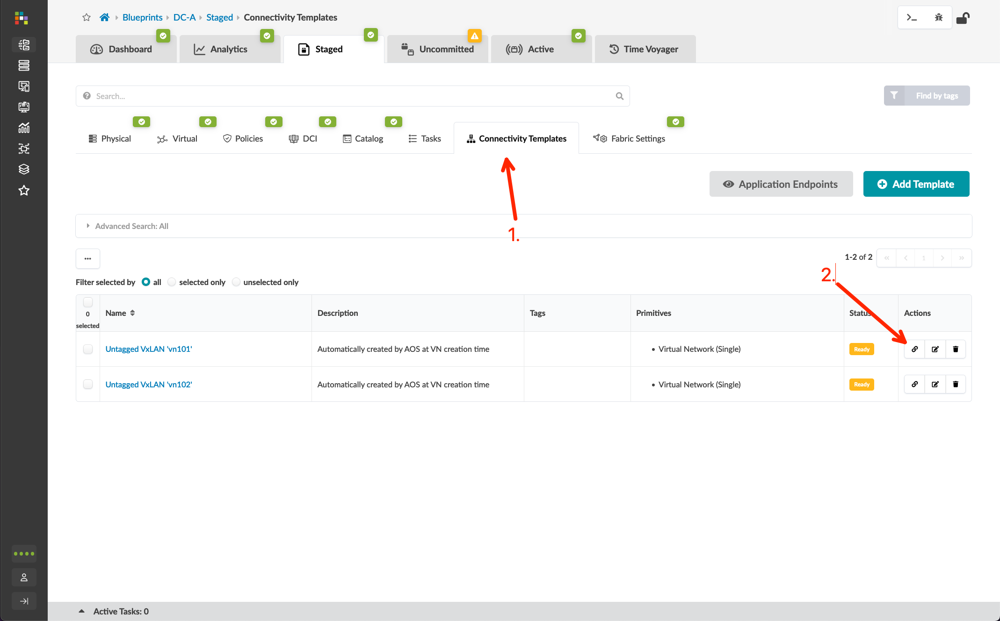 Blueprints DC-A Staged Connectivity Templates
Dashboard Analytics Staged Uncommitted Active Time Voyager
Search...
Find by tags
Physical Virtual Policies DCI Catalog Tasks Connectivity Templates Fabric Settings
Application Endpoints Add Template
Advanced Search: All
1.
...
1-2 of 2 « < 1 > »
2.
Filter selected by all selected only unselected only
0 selected Name Description Tags Primitives Status Actions
Untagged VxLAN 'vn101' Automatically created by AOS at VN creation time • Virtual Network (Single) Ready
Untagged VxLAN 'vn102' Automatically created by AOS at VN creation time • Virtual Network (Single) Ready
Active Tasks: 0